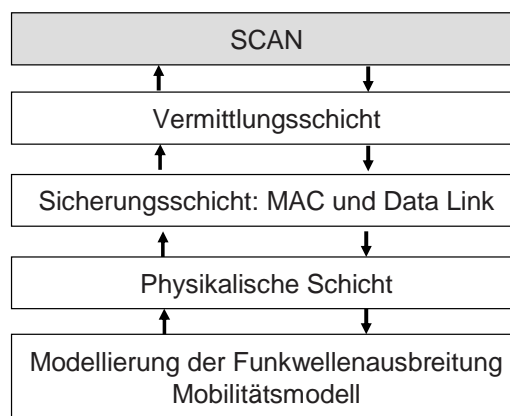 SCAN
Vermittlungsschicht
Sicherungsschicht: MAC und Data Link
Physikalische Schicht
Modellierung der Funkwellenausbreitung
Mobilitätsmodell